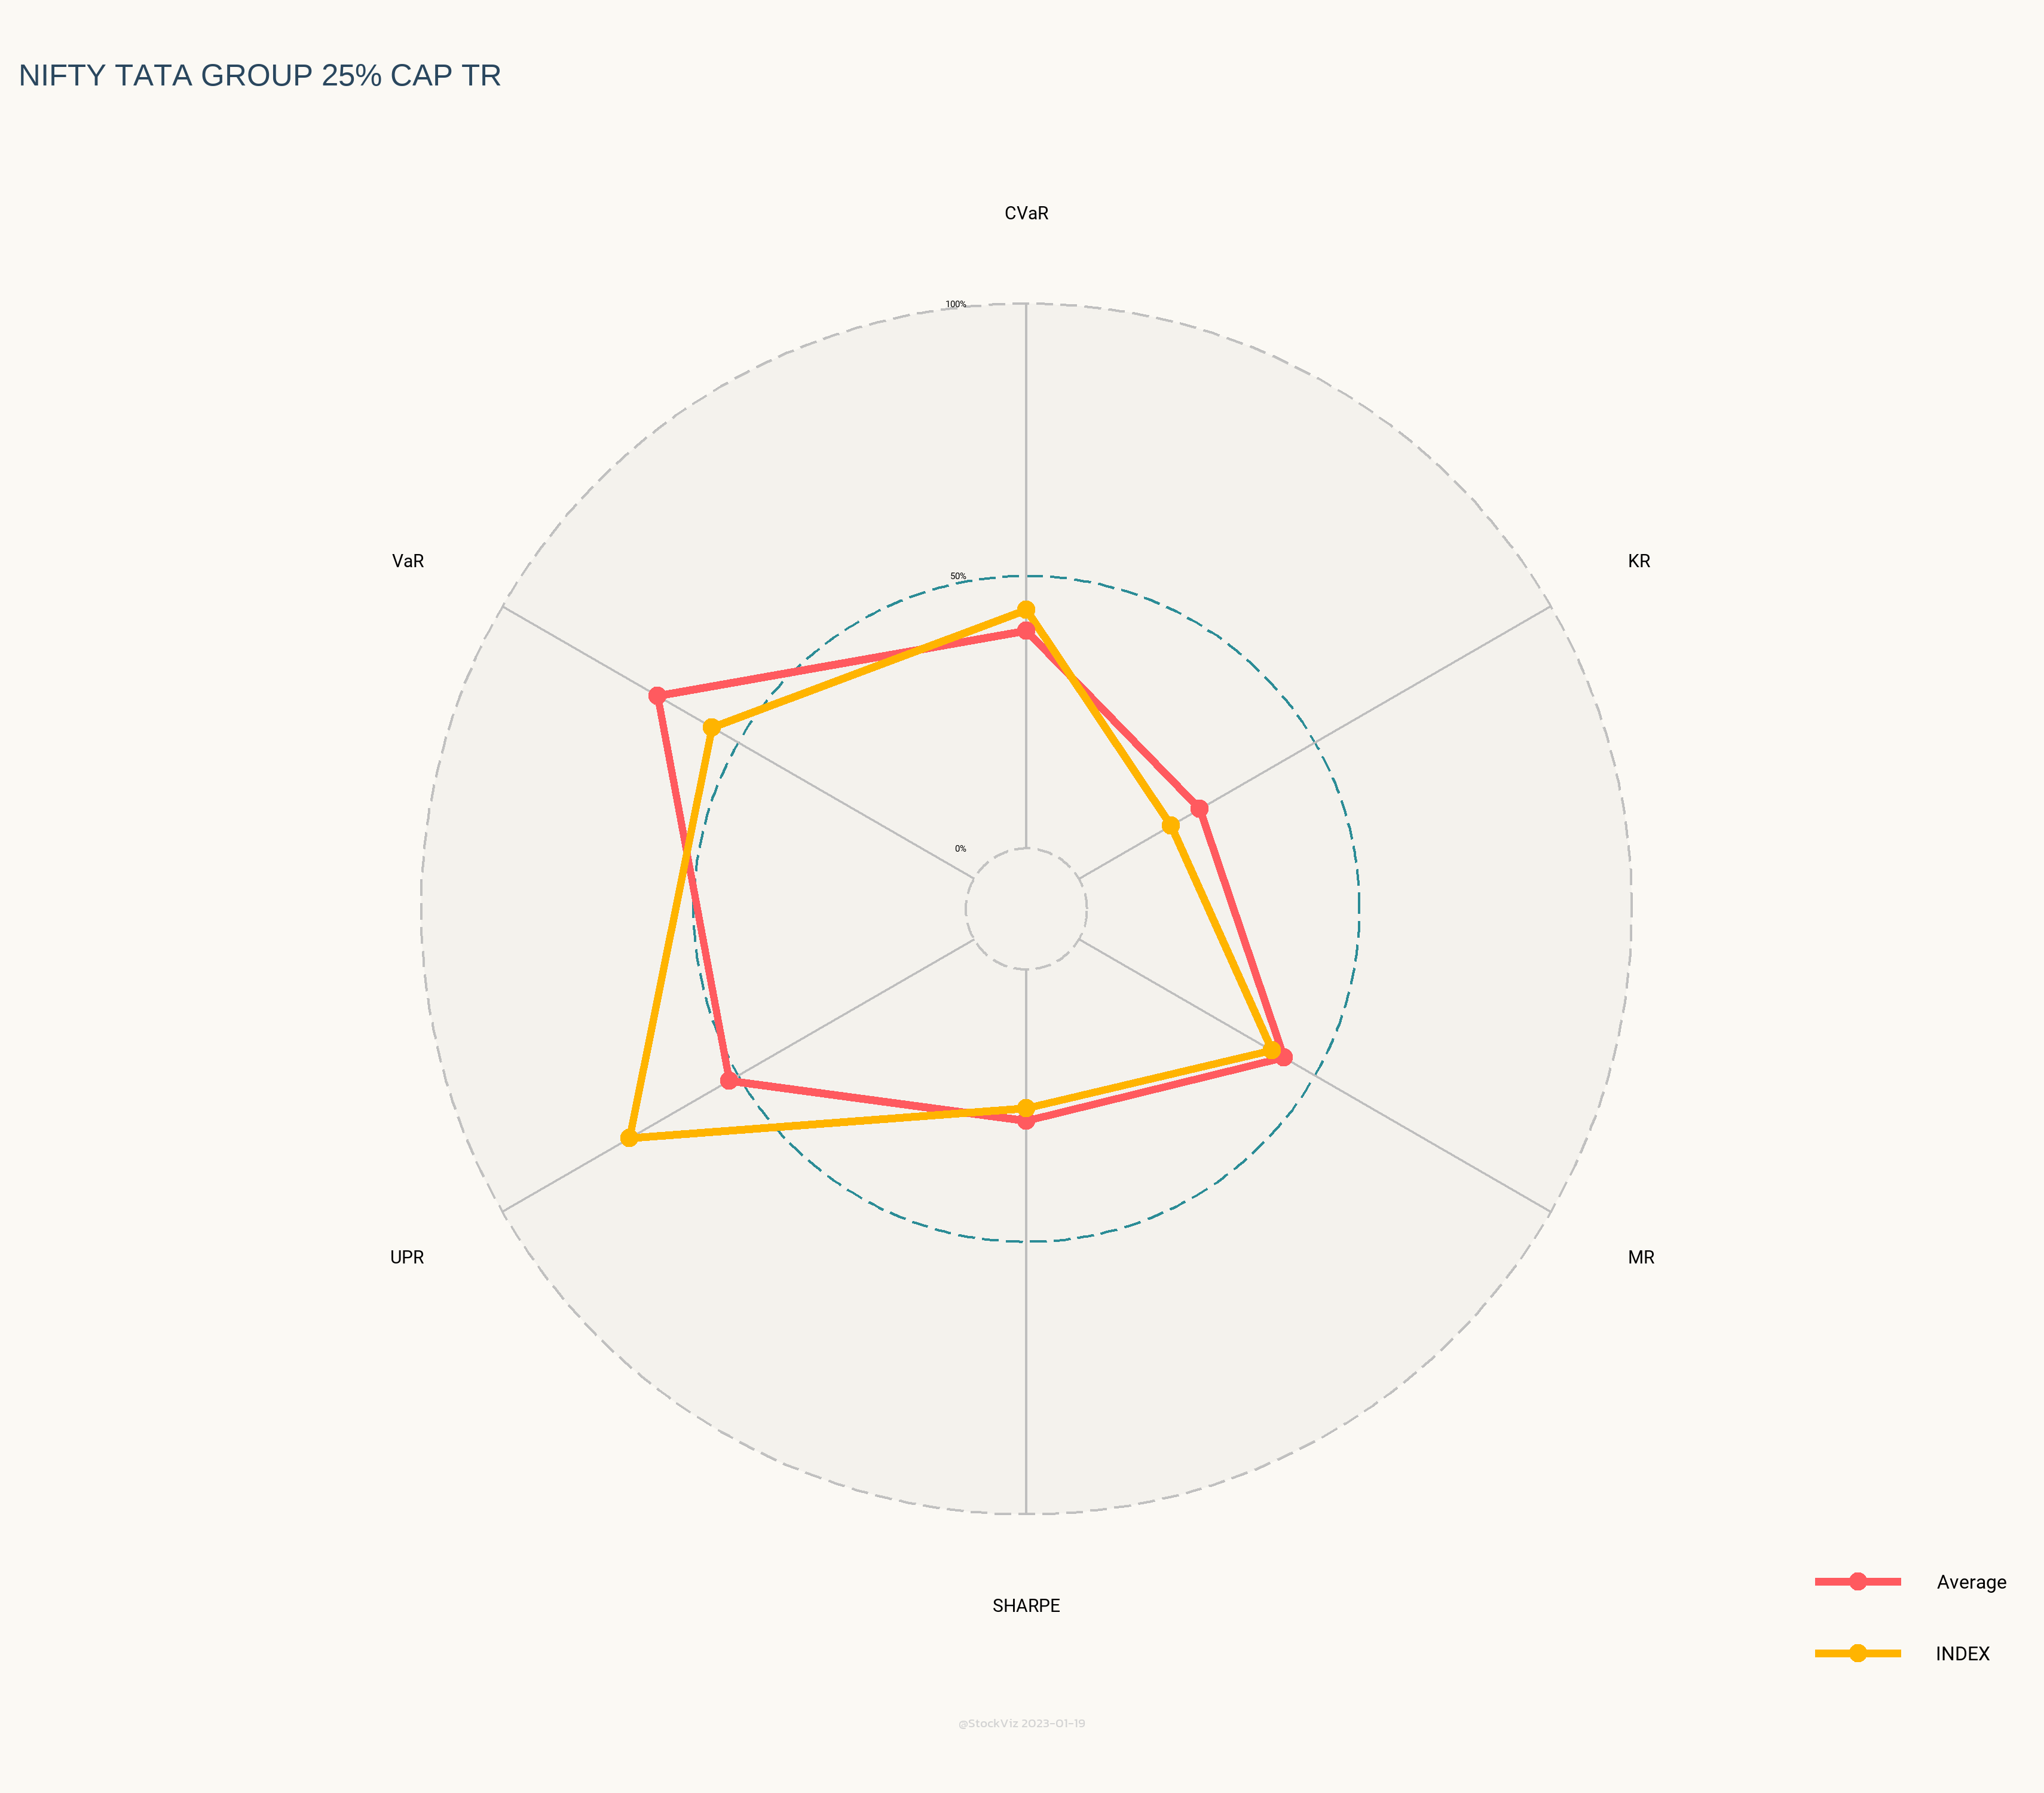 NIFTY TATA GROUP 25% CAP TR
CVaR
100%
VaR
KR
50%
0%
UPR
MR
SHARPE
Average
INDEX
@StockViz 2023-01-19